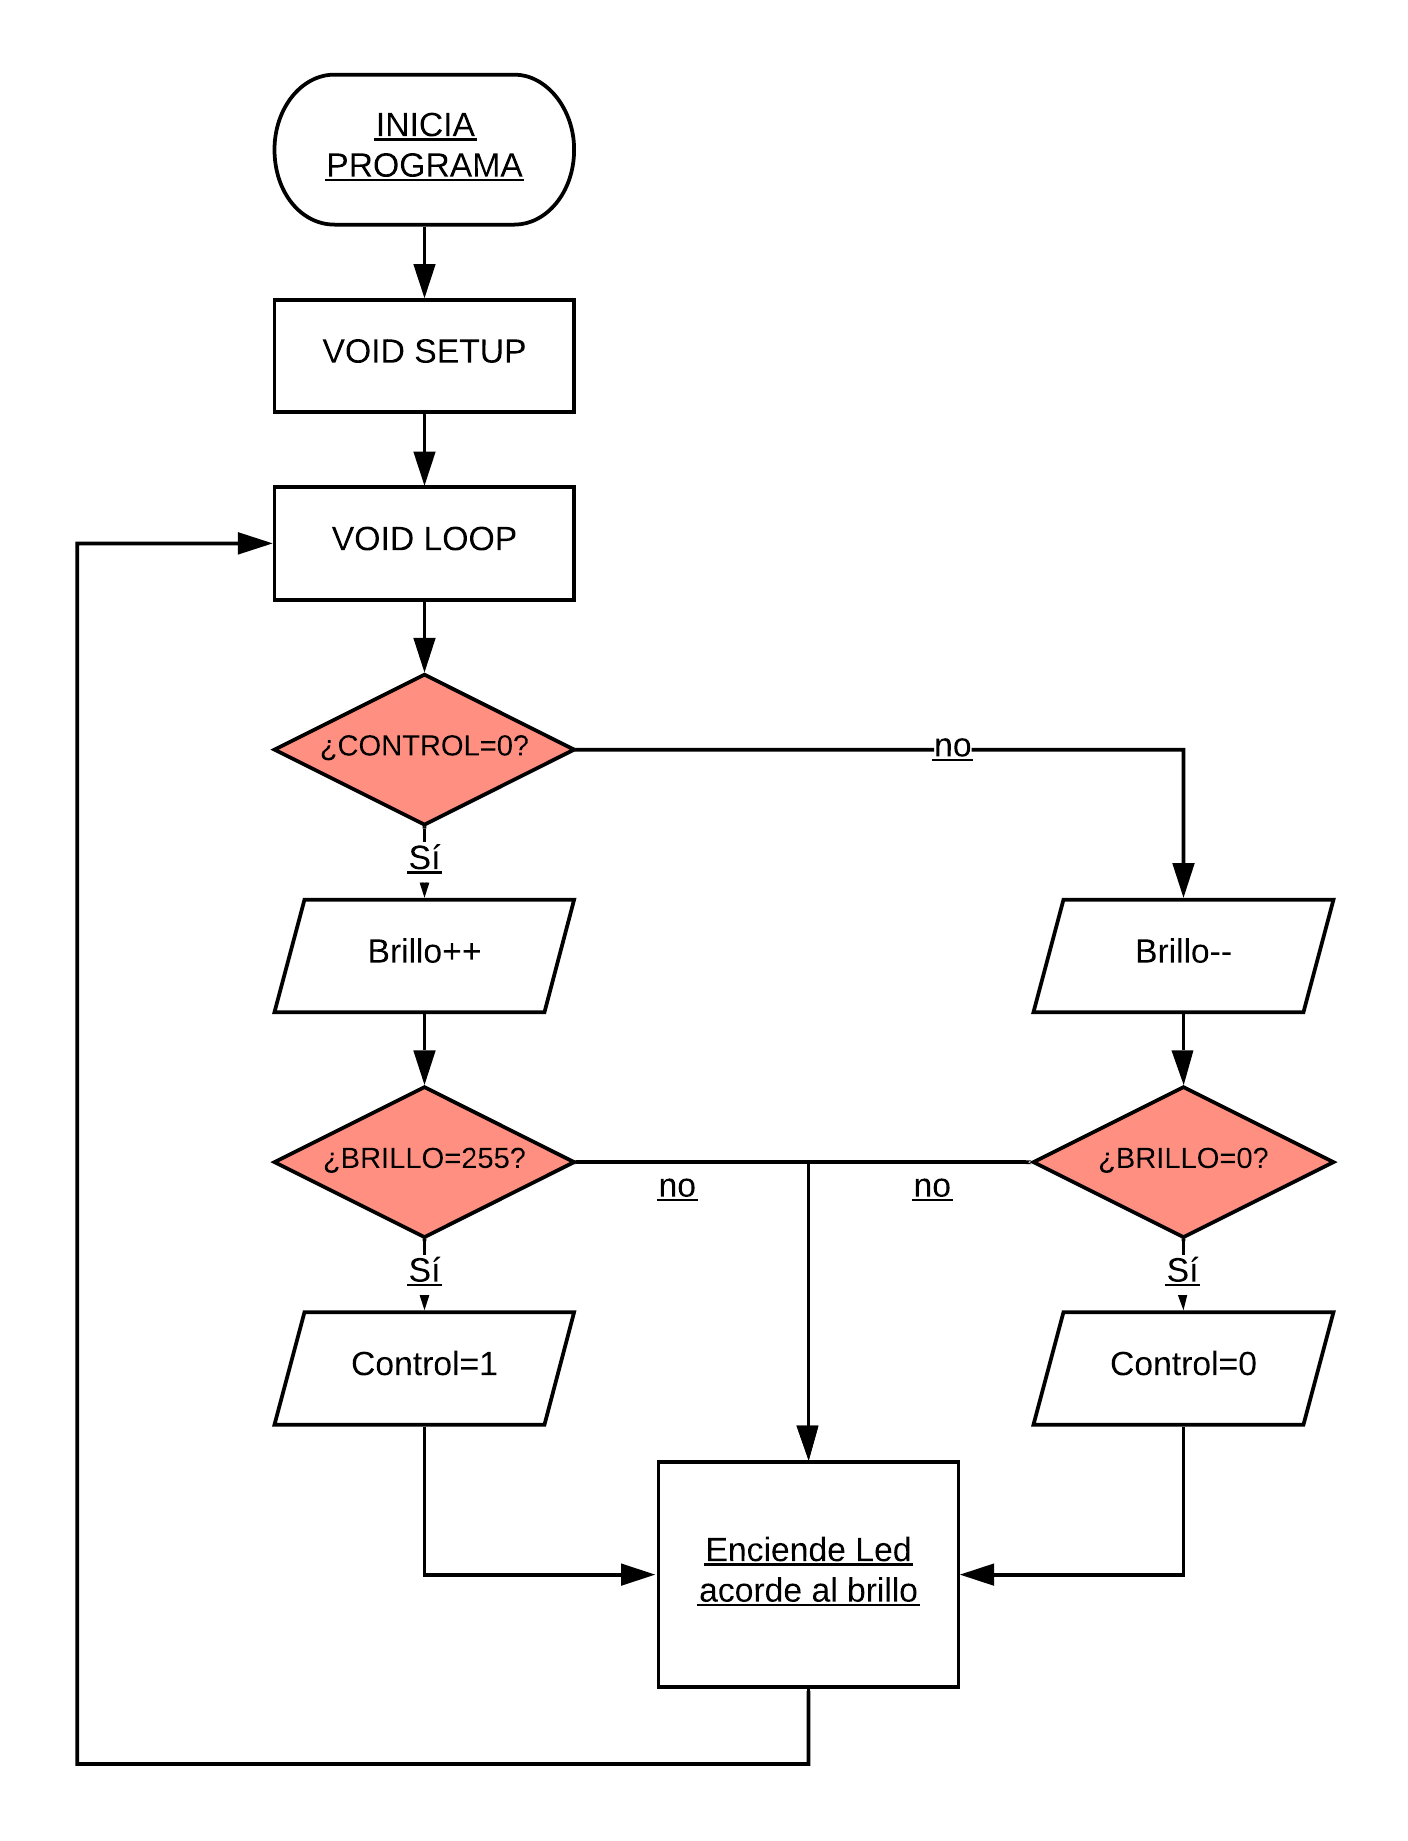 INICIA
PROGRAMA
VOID SETUP
VOID LOOP
¿CONTROL=0?
no
Sí
Brillo++
Brillo--
¿BRILLO=255?
¿BRILLO=0?
no
no
Sí
Sí
Control=1
Control=0
Enciende Led
acorde al brillo